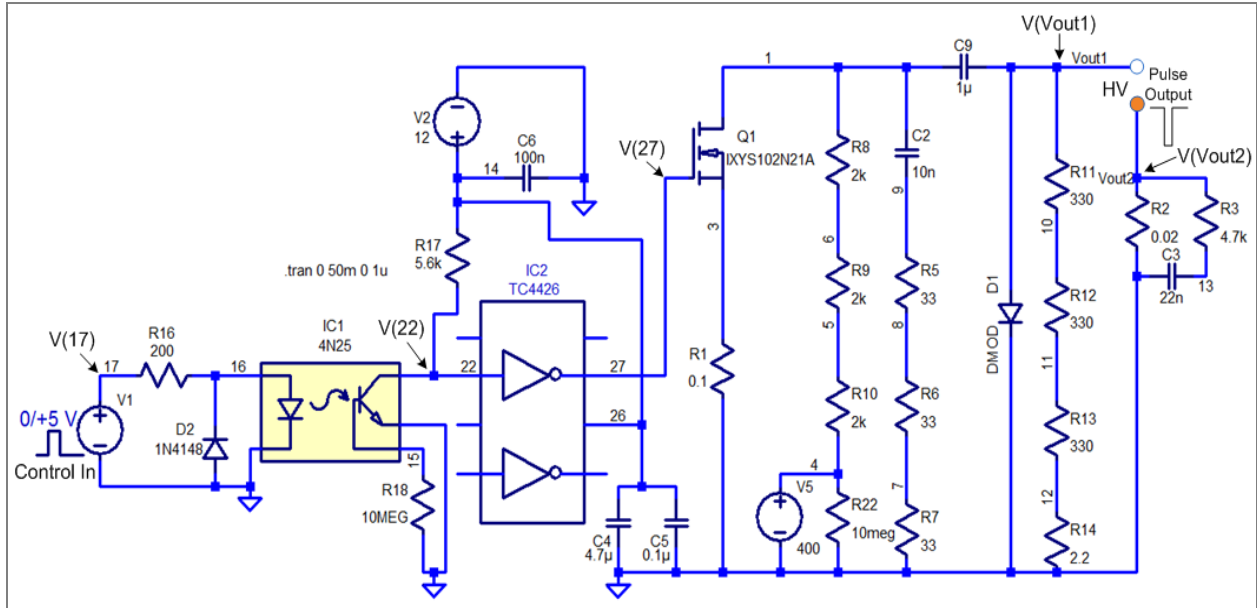 V(Vout1)
V2
12
C6
100n
14
V(27)
Q1
IXYS102N21A
1
C9
1µ
Vout1
Pulse
Output
HV
V(Vout2)
Vout2
R8
2k
C2
10n
9
R11
330
R2
0.02
R3
4.7k
C3
22n
13
3
6
10
R17
5.6k
.tran 0 50m 0 1u
IC2
TC4426
R9
2k
R5
33
D1
DMOD
R12
330
V(17)
17
R16
200
16
IC1
4N25
V(22)
22
27
5
8
11
R1
0.1
0/+5 V
V1
Control In
D2
1N4148
15
26
R10
2k
R6
33
R13
330
R18
10MEG
4
V5
400
R22
10meg
7
R7
33
12
R14
2.2
C4
4.7µ
C5
0.1µ